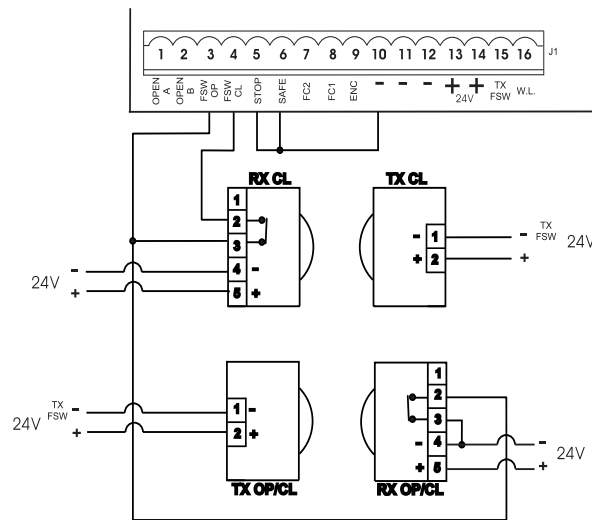 1 2 3 4 5 6 7 8 9 10 11 12 13 14 15 16 J1
OPEN A
OPEN B
FSW OP
FSW CL
STOP
SAFE
FC2
FC1
ENC
- - - + +
24V
TX FSW
W.L.
RX CL
1
2
3
4 -
5 +
- 24V +
TX CL
- 1
+ 2
- TX FSW 24V
+
TX FSW - 24V
+
1 -
2 +
TX OP/CL
1
2
3
- 4
+ 5
RX OP/CL
- 24V
+